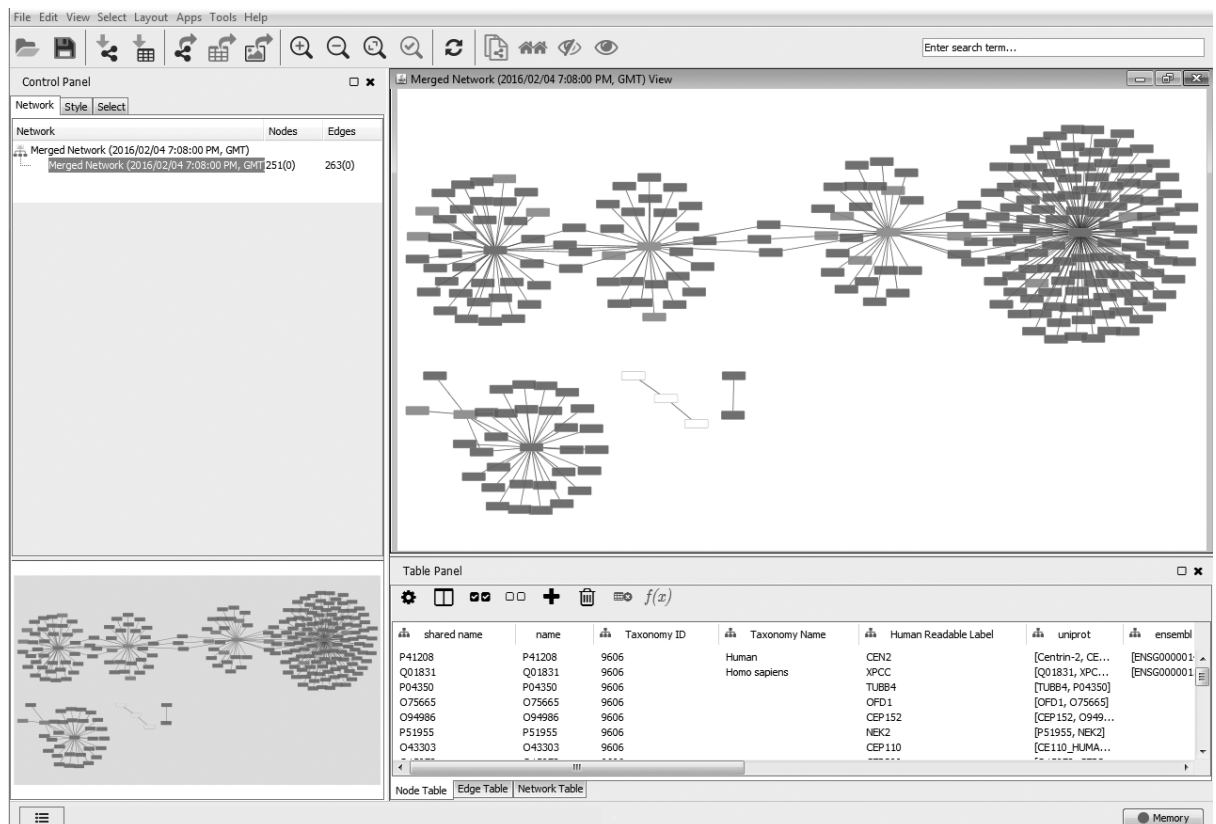 File Edit View Select Layout Apps Tools Help
Enter search term...
Control Panel
Network Style Select
Network Nodes Edges
Merged Network (2016/02/04 7:08:00 PM, GMT)
Merged Network (2016/02/04 7:08:00 PM, GMT 251(0) 263(0)
Merged Network (2016/02/04 7:08:00 PM, GMT) View
Table Panel
f(x)
shared name name Taxonomy ID Taxonomy Name Human Readable Label uniprot ensembl
P41208 P41208 9606 Human CEN2 [Centrin-2, CE... [ENSG000001
Q01831 Q01831 9606 Homo sapiens XPCC [Q01831, XPC... [ENSG000001
P04350 P04350 9606 TUBB4 [TUBB4, P04350]
O75665 O75665 9606 OFD1 [OFD1, O75665]
O94986 O94986 9606 CEP152 [CEP152, O949...
P51955 P51955 9606 NEK2 [P51955, NEK2]
O43303 O43303 9606 CEP110 [CE110_HUMA...
Node Table Edge Table Network Table
Memory